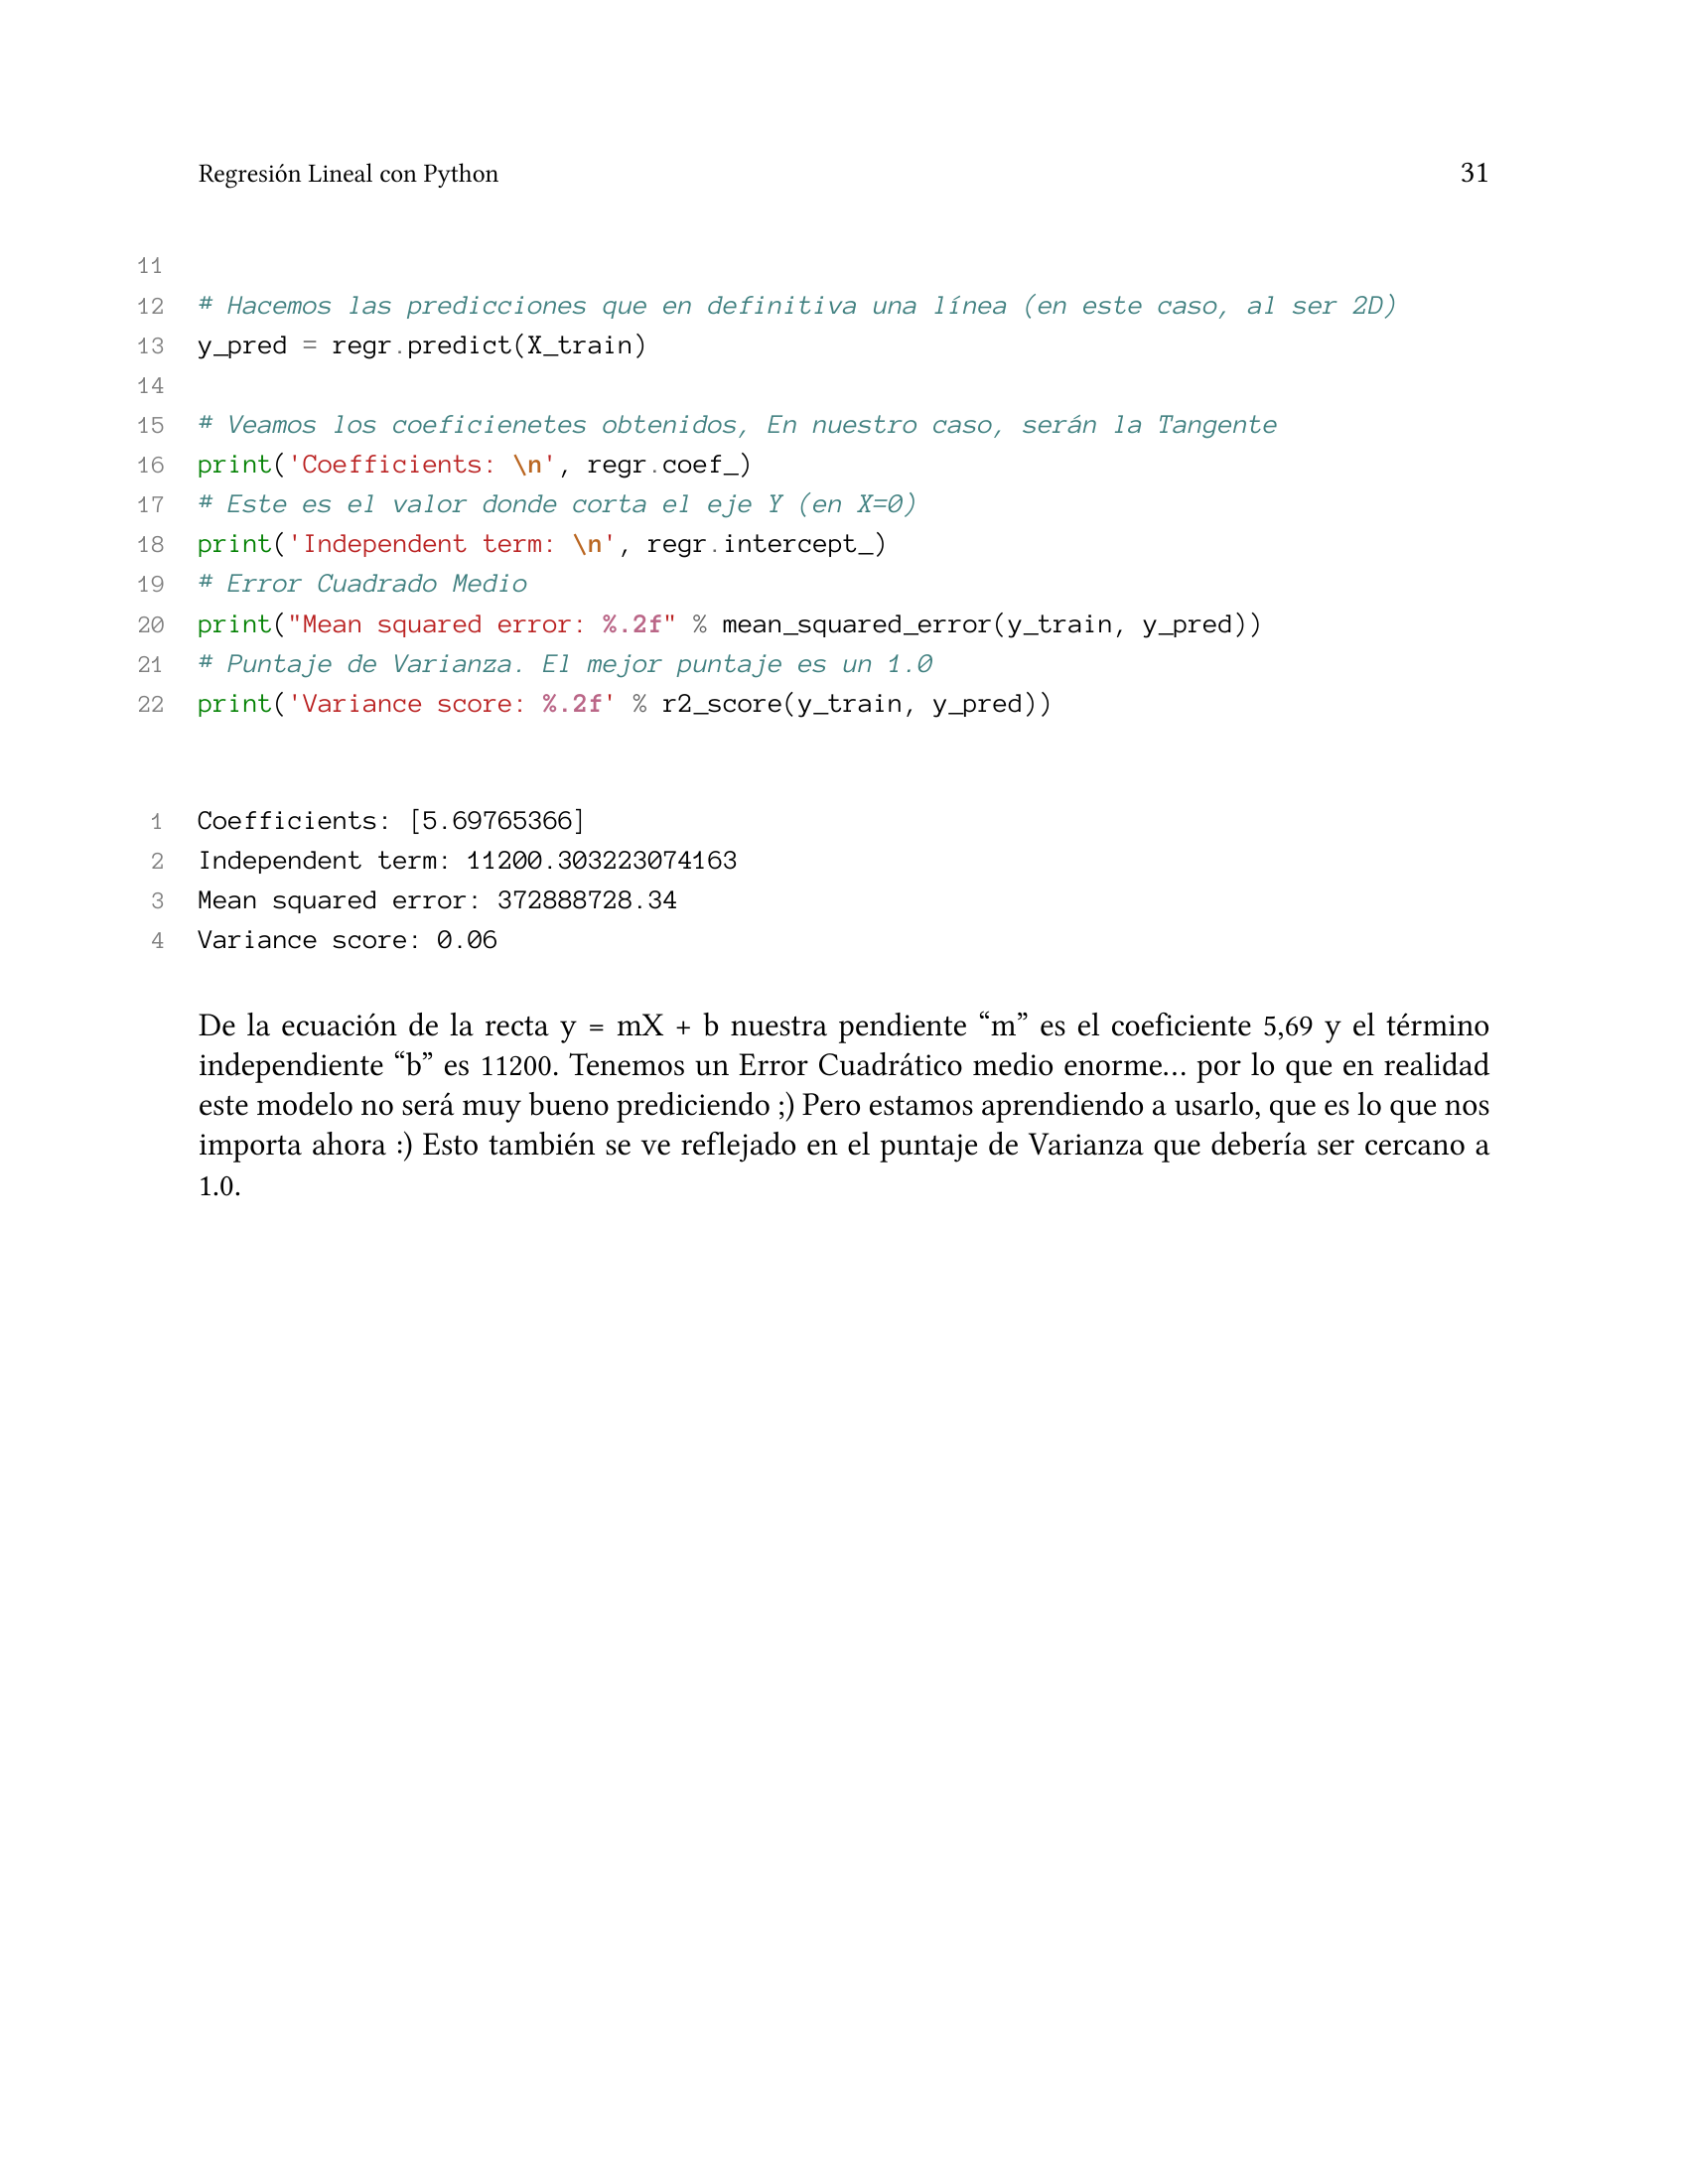 Regresión Lineal con Python 31
11
12 # Hacemos las predicciones que en definitiva una línea (en este caso, al ser 2D)
13 y_pred = regr.predict(X_train)
14
15 # Veamos los coeficienetes obtenidos, En nuestro caso, serán la Tangente
16 print('Coefficients: \n', regr.coef_)
17 # Este es el valor donde corta el eje Y (en X=0)
18 print('Independent term: \n', regr.intercept_)
19 # Error Cuadrado Medio
20 print("Mean squared error: %.2f" % mean_squared_error(y_train, y_pred))
21 # Puntaje de Varianza. El mejor puntaje es un 1.0
22 print('Variance score: %.2f' % r2_score(y_train, y_pred))
1 Coefficients: [5.69765366]
2 Independent term: 11200.303223074163
3 Mean squared error: 372888728.34
4 Variance score: 0.06
De la ecuación de la recta y = mX + b nuestra pendiente “m” es el coeficiente 5,69 y el término
independiente “b” es 11200. Tenemos un Error Cuadrático medio enorme… por lo que en realidad
este modelo no será muy bueno prediciendo ;) Pero estamos aprendiendo a usarlo, que es lo que nos
importa ahora :) Esto también se ve reflejado en el puntaje de Varianza que debería ser cercano a
1.0.